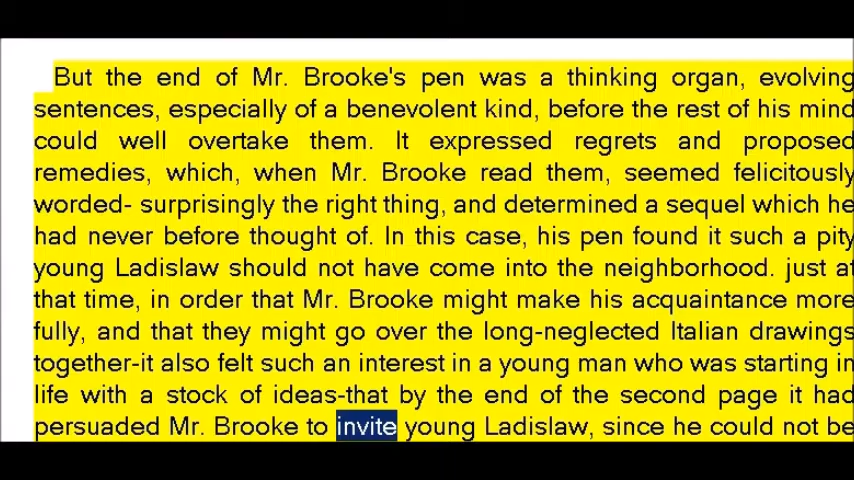 But the end of Mr. Brooke's pen was a thinking organ, evolving
sentences, especially of a benevolent kind, before the rest of his mind
could well overtake them. It expressed regrets and proposed
remedies, which, when Mr. Brooke read them, seemed felicitously
worded- surprisingly the right thing, and determined a sequel which he
had never before thought of. In this case, his pen found it such a pity
young Ladislaw should not have come into the neighborhood. just at
that time, in order that Mr. Brooke might make his acquaintance more
fully, and that they might go over the long-neglected Italian drawings
together-it also felt such an interest in a young man who was starting in
life with a stock of ideas-that by the end of the second page it had
persuaded Mr. Brooke to invite young Ladislaw, since he could not be